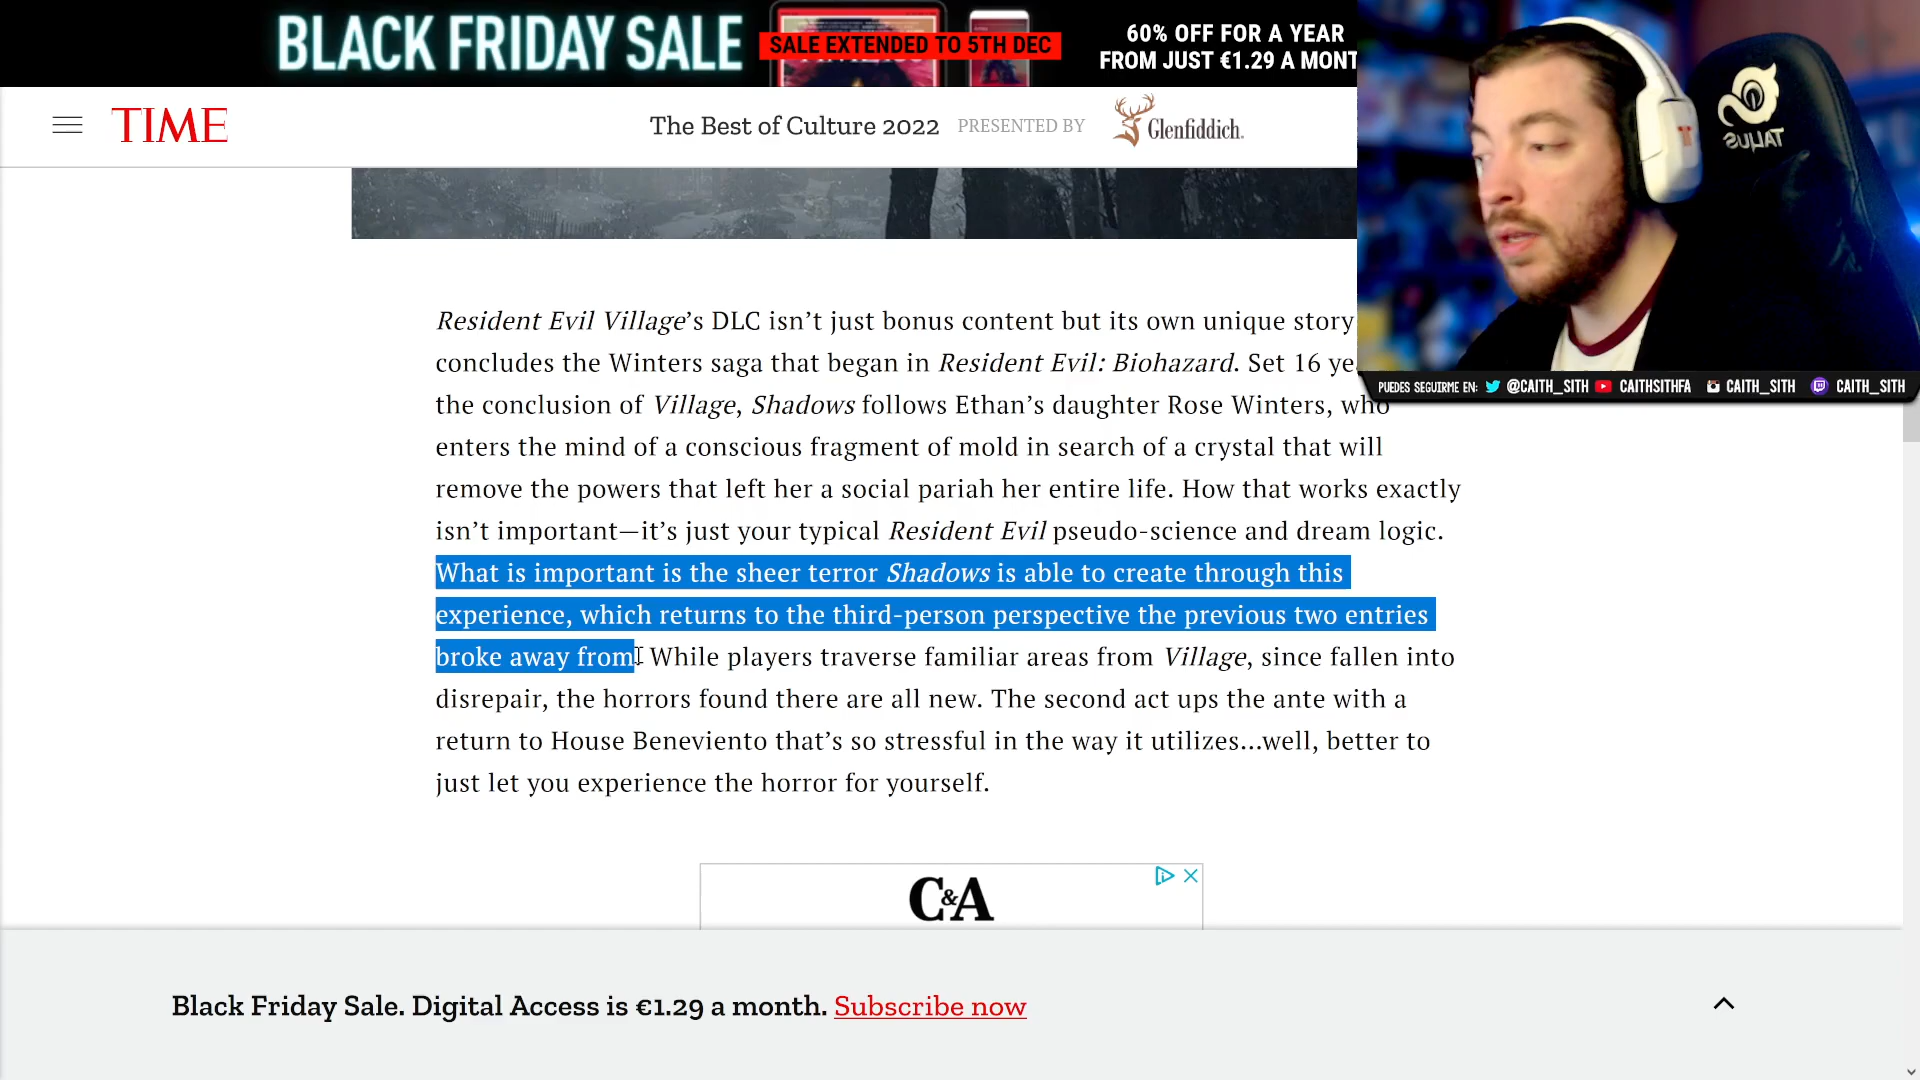 BLACK FRIDAY SALE
SALE EXTENDED TO 5TH DEC
60% OFF FOR A YEAR
FROM JUST €1.29 A MONT
TIME
The Best of Culture 2022 PRESENTED BY Glenfiddich.
TALIUS
PUEDES SEGUIRME EN: @CAITH_SITH CAITHSITHFA CAITH_SITH CAITH_SITH
Resident Evil Village’s DLC isn’t just bonus content but its own unique story
concludes the Winters saga that began in Resident Evil: Biohazard. Set 16
the conclusion of Village, Shadows follows Ethan’s daughter Rose Winters, who
enters the mind of a conscious fragment of mold in search of a crystal that will
remove the powers that left her a social pariah her entire life. How that works exactly
isn’t important—it’s just your typical Resident Evil pseudo-science and dream logic.
What is important is the sheer terror Shadows is able to create through this
experience, which returns to the third-person perspective the previous two entries
broke away from. While players traverse familiar areas from Village, since fallen into
disrepair, the horrors found there are all new. The second act ups the ante with a
return to House Beneviento that’s so stressful in the way it utilizes…well, better to
just let you experience the horror for yourself.
C&A
Black Friday Sale. Digital Access is €1.29 a month. Subscribe now